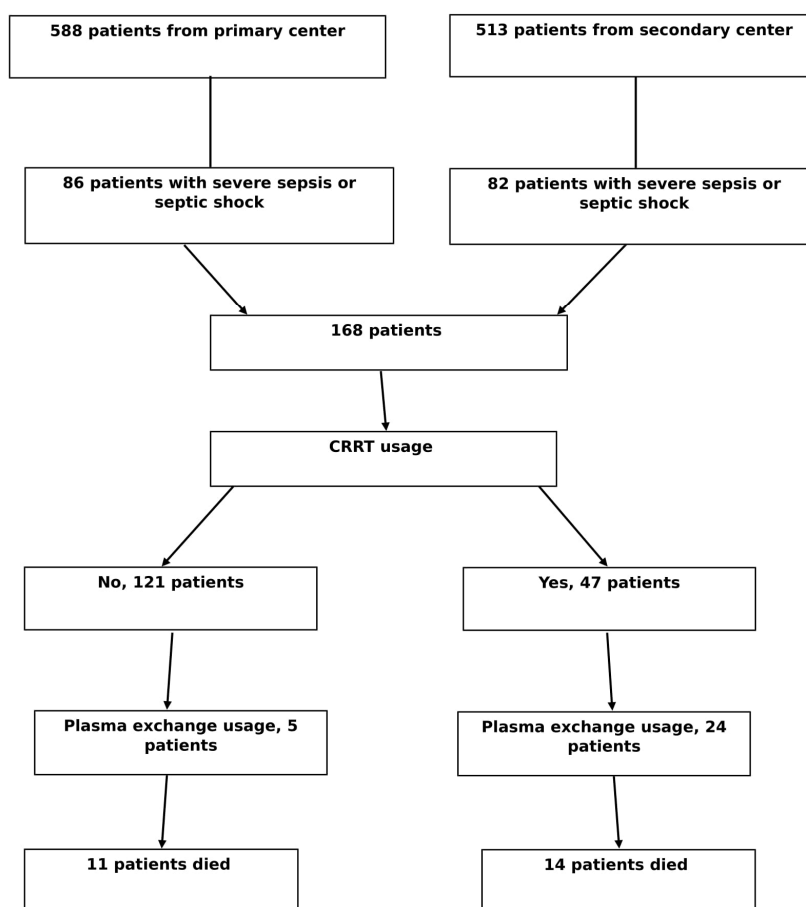 588 patients from primary center
513 patients from secondary center
86 patients with severe sepsis or
septic shock
82 patients with severe sepsis or
septic shock
168 patients
CRRT usage
No, 121 patients
Yes, 47 patients
Plasma exchange usage, 5
patients
Plasma exchange usage, 24
patients
11 patients died
14 patients died